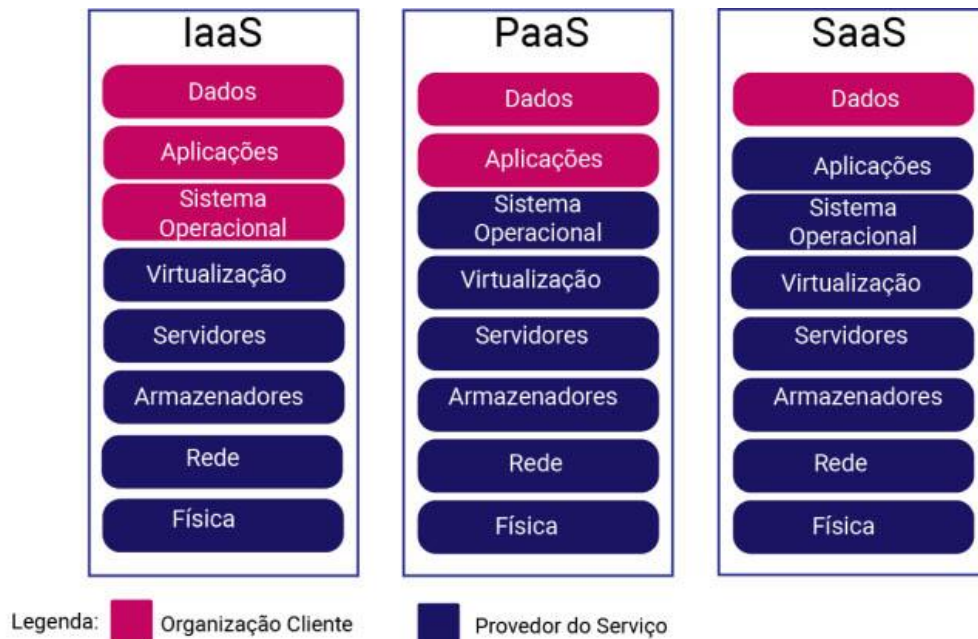 IaaS
Dados
Aplicações
Sistema
Operacional
Virtualização
Servidores
Armazenadores
Rede
Física
PaaS
Dados
Aplicações
Sistema
Operacional
Virtualização
Servidores
Armazenadores
Rede
Física
SaaS
Dados
Aplicações
Sistema
Operacional
Virtualização
Servidores
Armazenadores
Rede
Física
Legenda: Organização Cliente Provedor do Serviço